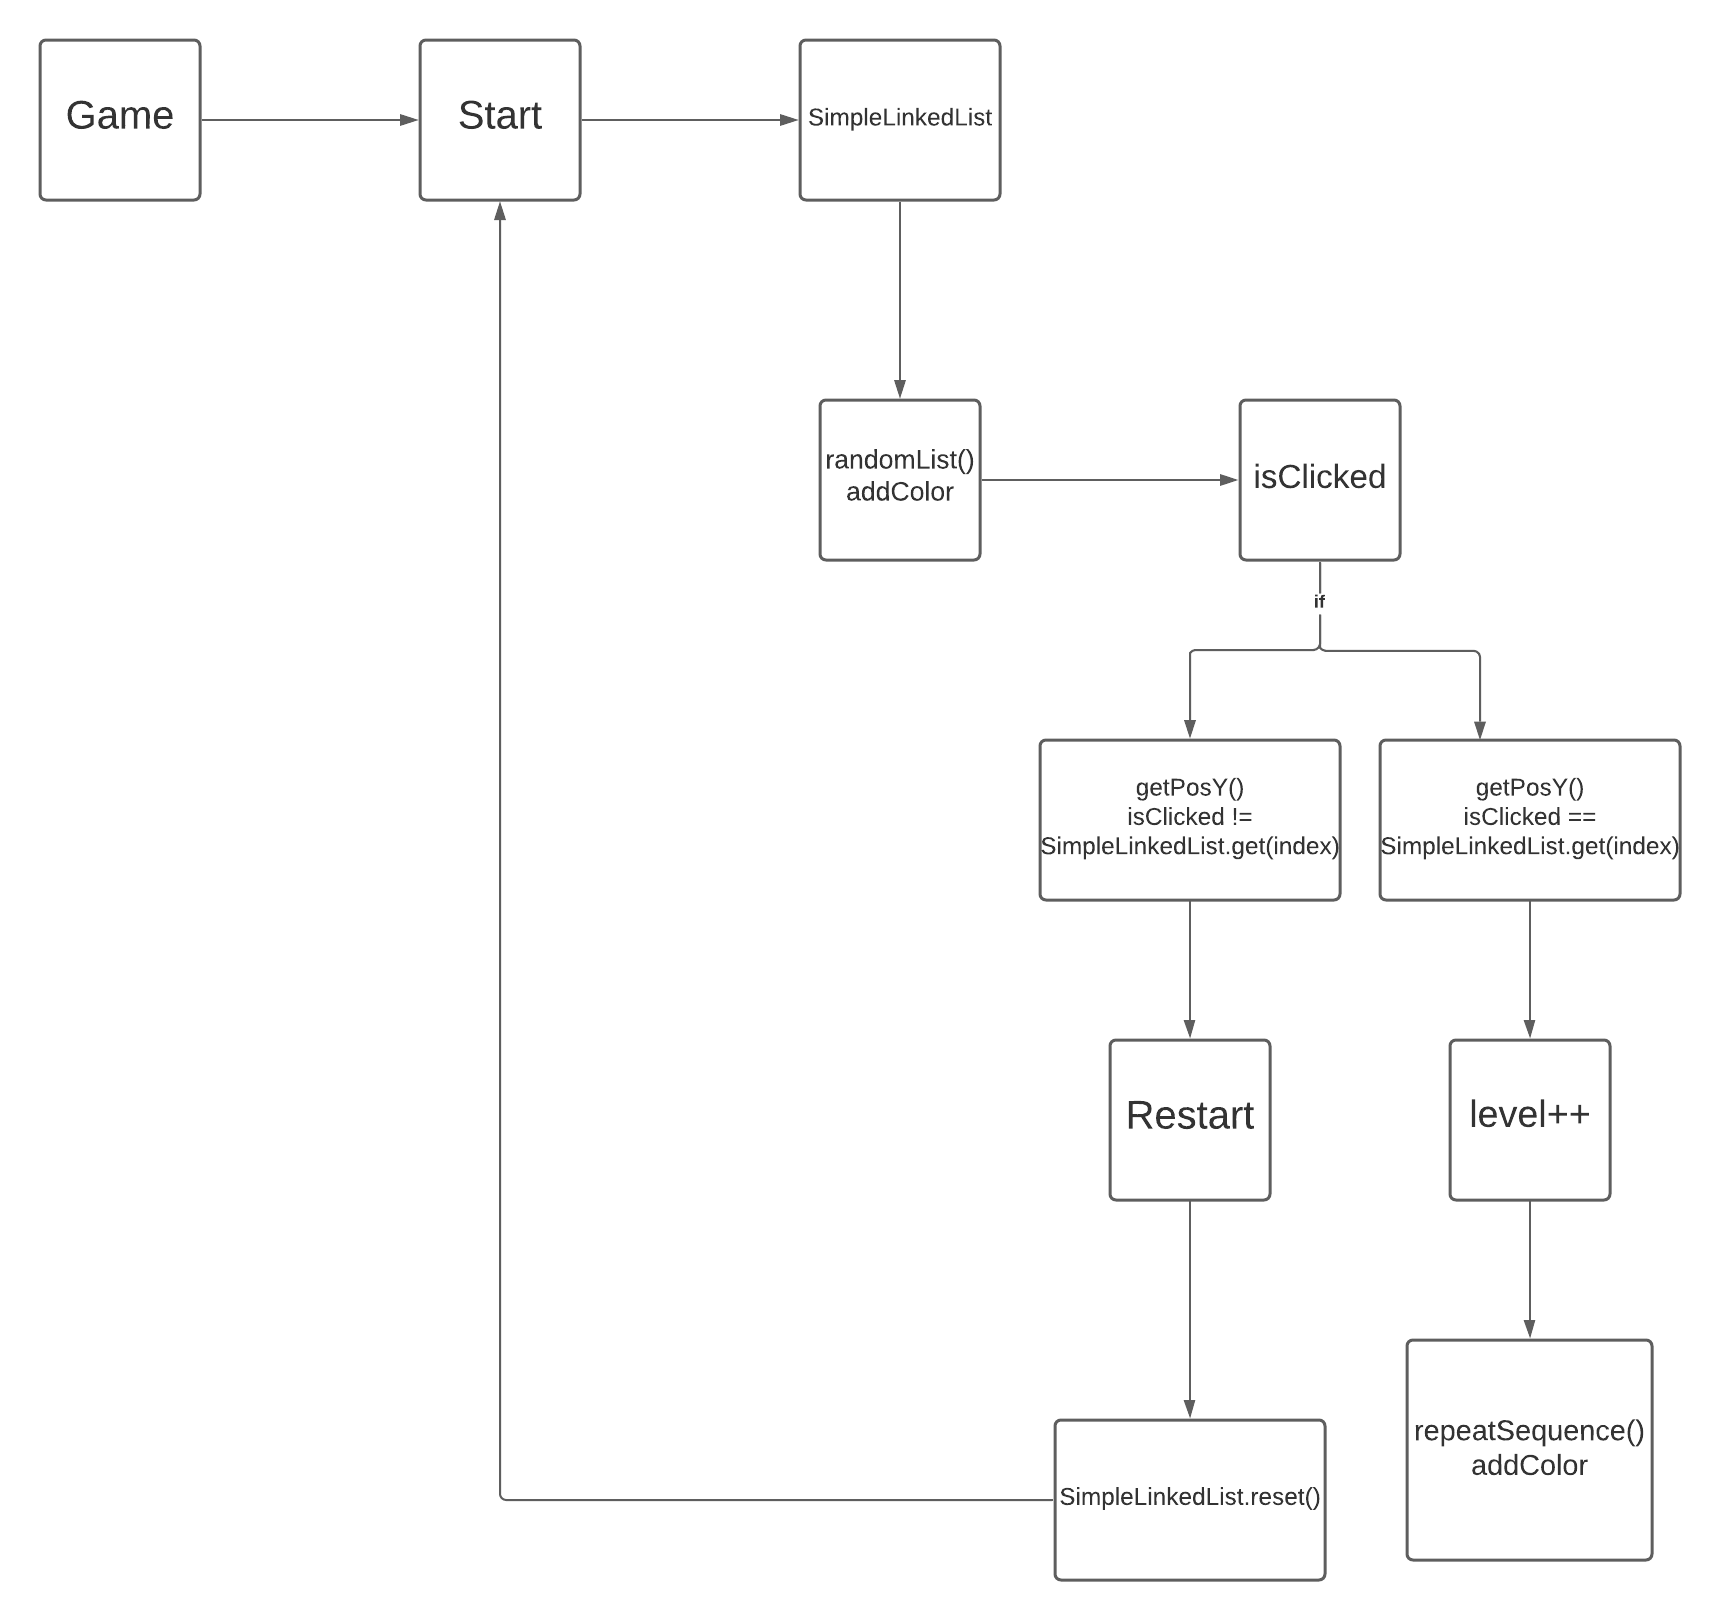 Game
Start
SimpleLinkedList
randomList()
addColor
isClicked
if
getPosY()
isClicked !=
SimpleLinkedList.get(index)
getPosY()
isClicked ==
SimpleLinkedList.get(index)
Restart
level++
SimpleLinkedList.reset()
repeatSequence()
addColor